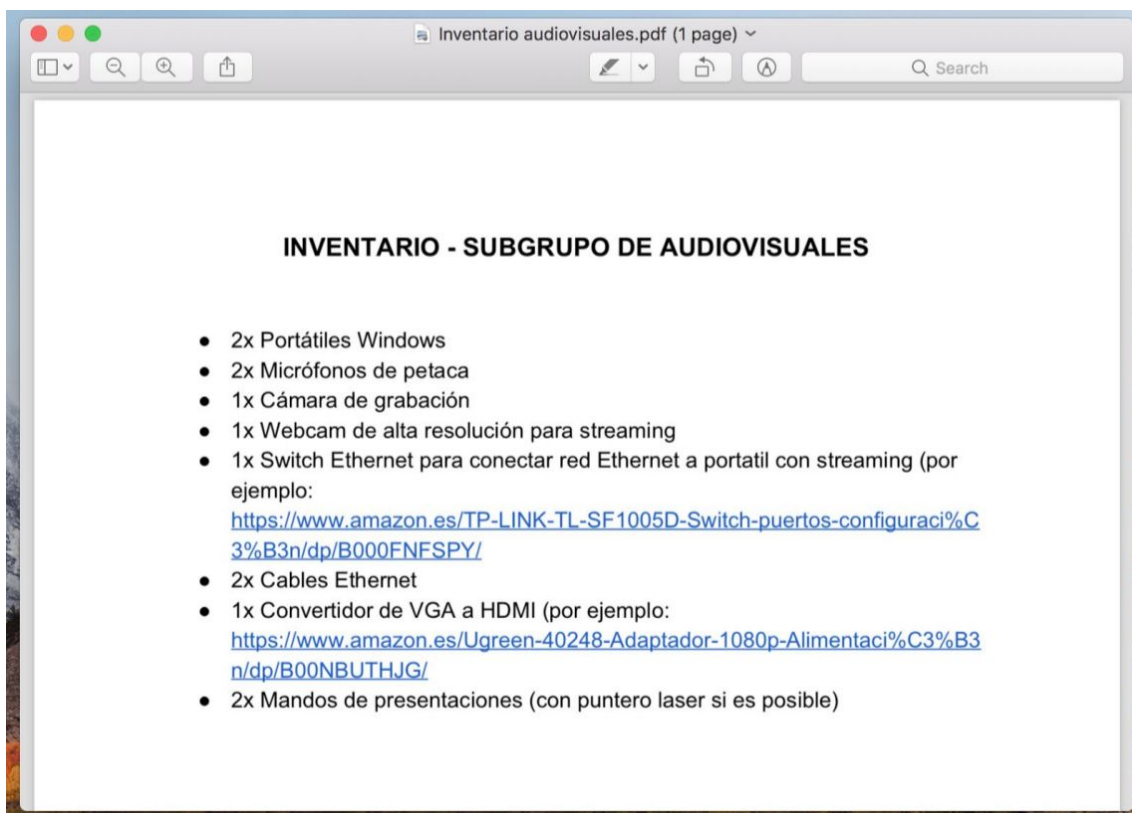 Inventario audiovisuales.pdf (1 page)
Search
INVENTARIO - SUBGRUPO DE AUDIOVISUALES
● 2x Portátiles Windows
● 2x Micrófonos de petaca
● 1x Cámara de grabación
● 1x Webcam de alta resolución para streaming
● 1x Switch Ethernet para conectar red Ethernet a portatil con streaming (por
ejemplo:
https://www.amazon.es/TP-LINK-TL-SF1005D-Switch-puertos-configuraci%C
3%B3n/dp/B000FNFSPY/
● 2x Cables Ethernet
● 1x Convertidor de VGA a HDMI (por ejemplo:
https://www.amazon.es/Ugreen-40248-Adaptador-1080p-Alimentaci%C3%B3
n/dp/B00NBUTHJG/
● 2x Mandos de presentaciones (con puntero laser si es posible)